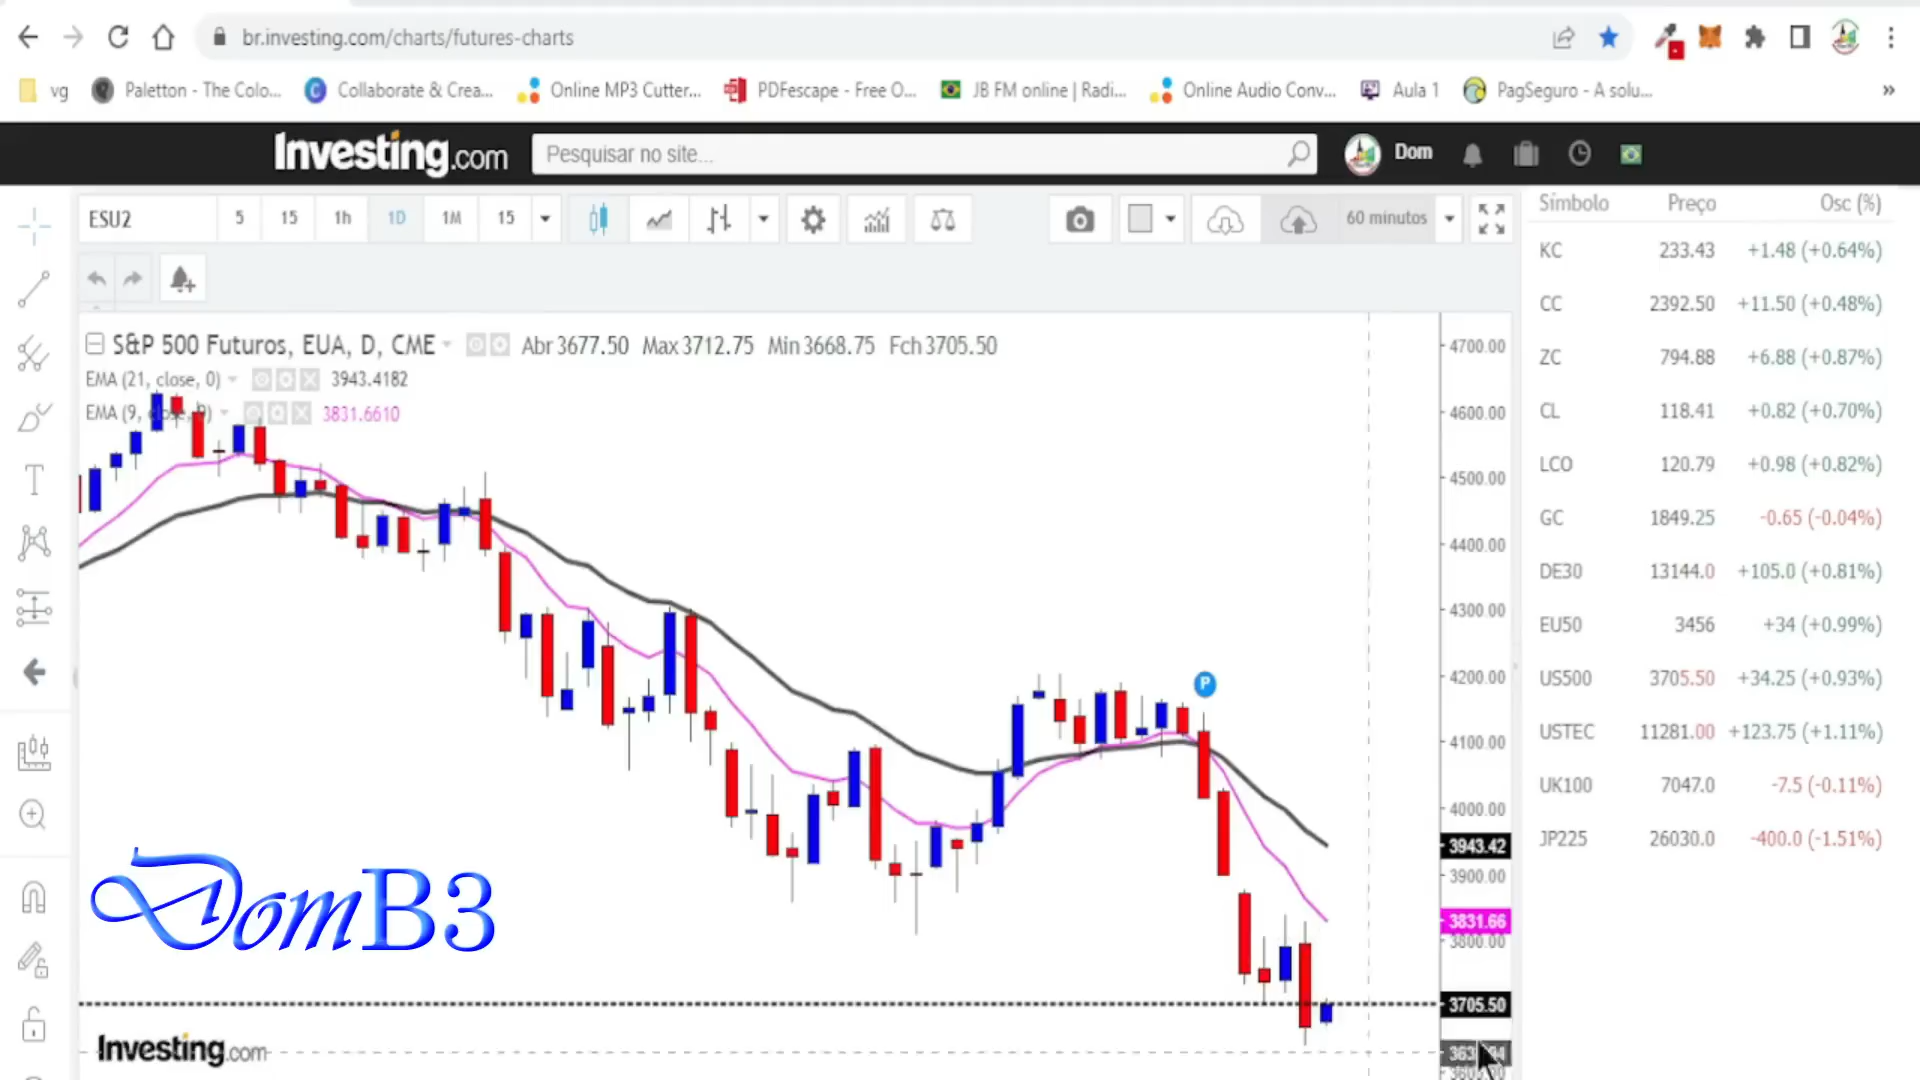 br.investing.com/charts/futures-charts
vg Paletton - The Colo... Collaborate & Crea... Online MP3 Cutter... PDFescape - Free O... JB FM online | Radi... Online Audio Conv... Aula 1 PagSeguro - A solu... »
Investing.com Pesquisar no site... Dom
ESU2 5 15 1h 1D 1M 15 60 minutos
S&P 500 Futuros, EUA, D, CME Abr 3677.50 Max 3712.75 Min 3668.75 Fch 3705.50
EMA (21, close, 0) 3943.4182
EMA (9, close, 0) 3831.6610
P
4700.00
4600.00
4500.00
4400.00
4300.00
4200.00
4100.00
4000.00
3943.42
3900.00
3831.66
3800.00
3705.50
DomB3
Investing.com
Símbolo Preço Osc (%)
KC 233.43 +1.48 (+0.64%)
CC 2392.50 +11.50 (+0.48%)
ZC 794.88 +6.88 (+0.87%)
CL 118.41 +0.82 (+0.70%)
LCO 120.79 +0.98 (+0.82%)
GC 1849.25 -0.65 (-0.04%)
DE30 13144.0 +105.0 (+0.81%)
EU50 3456 +34 (+0.99%)
US500 3705.50 +34.25 (+0.93%)
USTEC 11281.00 +123.75 (+1.11%)
UK100 7047.0 -7.5 (-0.11%)
JP225 26030.0 -400.0 (-1.51%)